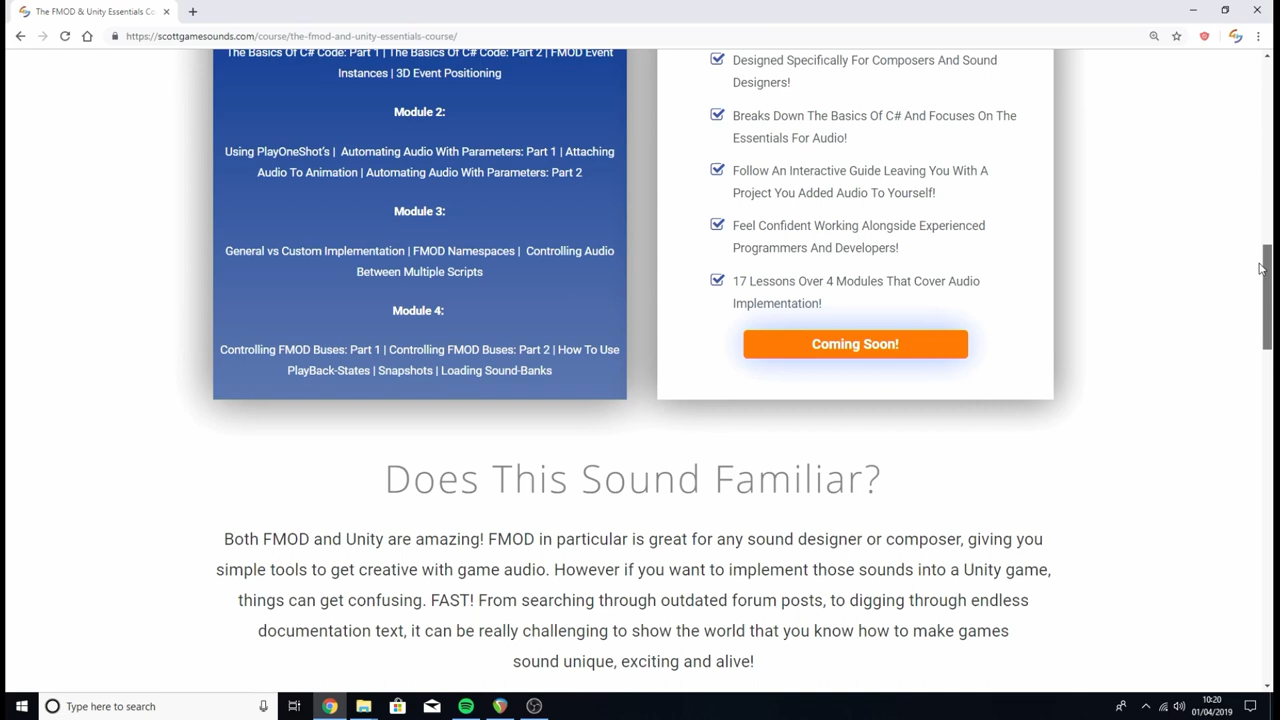 The FMOD & Unity Essentials Co
https://scottgamesounds.com/course/the-fmod-and-unity-essentials-course/
The Basics Of C# Code: Part 1 | The Basics Of C# Code: Part 2 | FMOD Event
Instances | 3D Event Positioning
Module 2:
Using PlayOneShot's | Automating Audio With Parameters: Part 1 | Attaching
Audio To Animation | Automating Audio With Parameters: Part 2
Module 3:
General vs Custom Implementation | FMOD Namespaces | Controlling Audio
Between Multiple Scripts
Module 4:
Controlling FMOD Buses: Part 1 | Controlling FMOD Buses: Part 2 | How To Use
PlayBack-States | Snapshots | Loading Sound-Banks
Designed Specifically For Composers And Sound
Designers!
Breaks Down The Basics Of C# And Focuses On The
Essentials For Audio!
Follow An Interactive Guide Leaving You With A
Project You Added Audio To Yourself!
Feel Confident Working Alongside Experienced
Programmers And Developers!
17 Lessons Over 4 Modules That Cover Audio
Implementation!
Coming Soon!
Does This Sound Familiar?
Both FMOD and Unity are amazing! FMOD in particular is great for any sound designer or composer, giving you
simple tools to get creative with game audio. However if you want to implement those sounds into a Unity game,
things can get confusing. FAST! From searching through outdated forum posts, to digging through endless
documentation text, it can be really challenging to show the world that you know how to make games
sound unique, exciting and alive!
Type here to search
10:20
01/04/2019